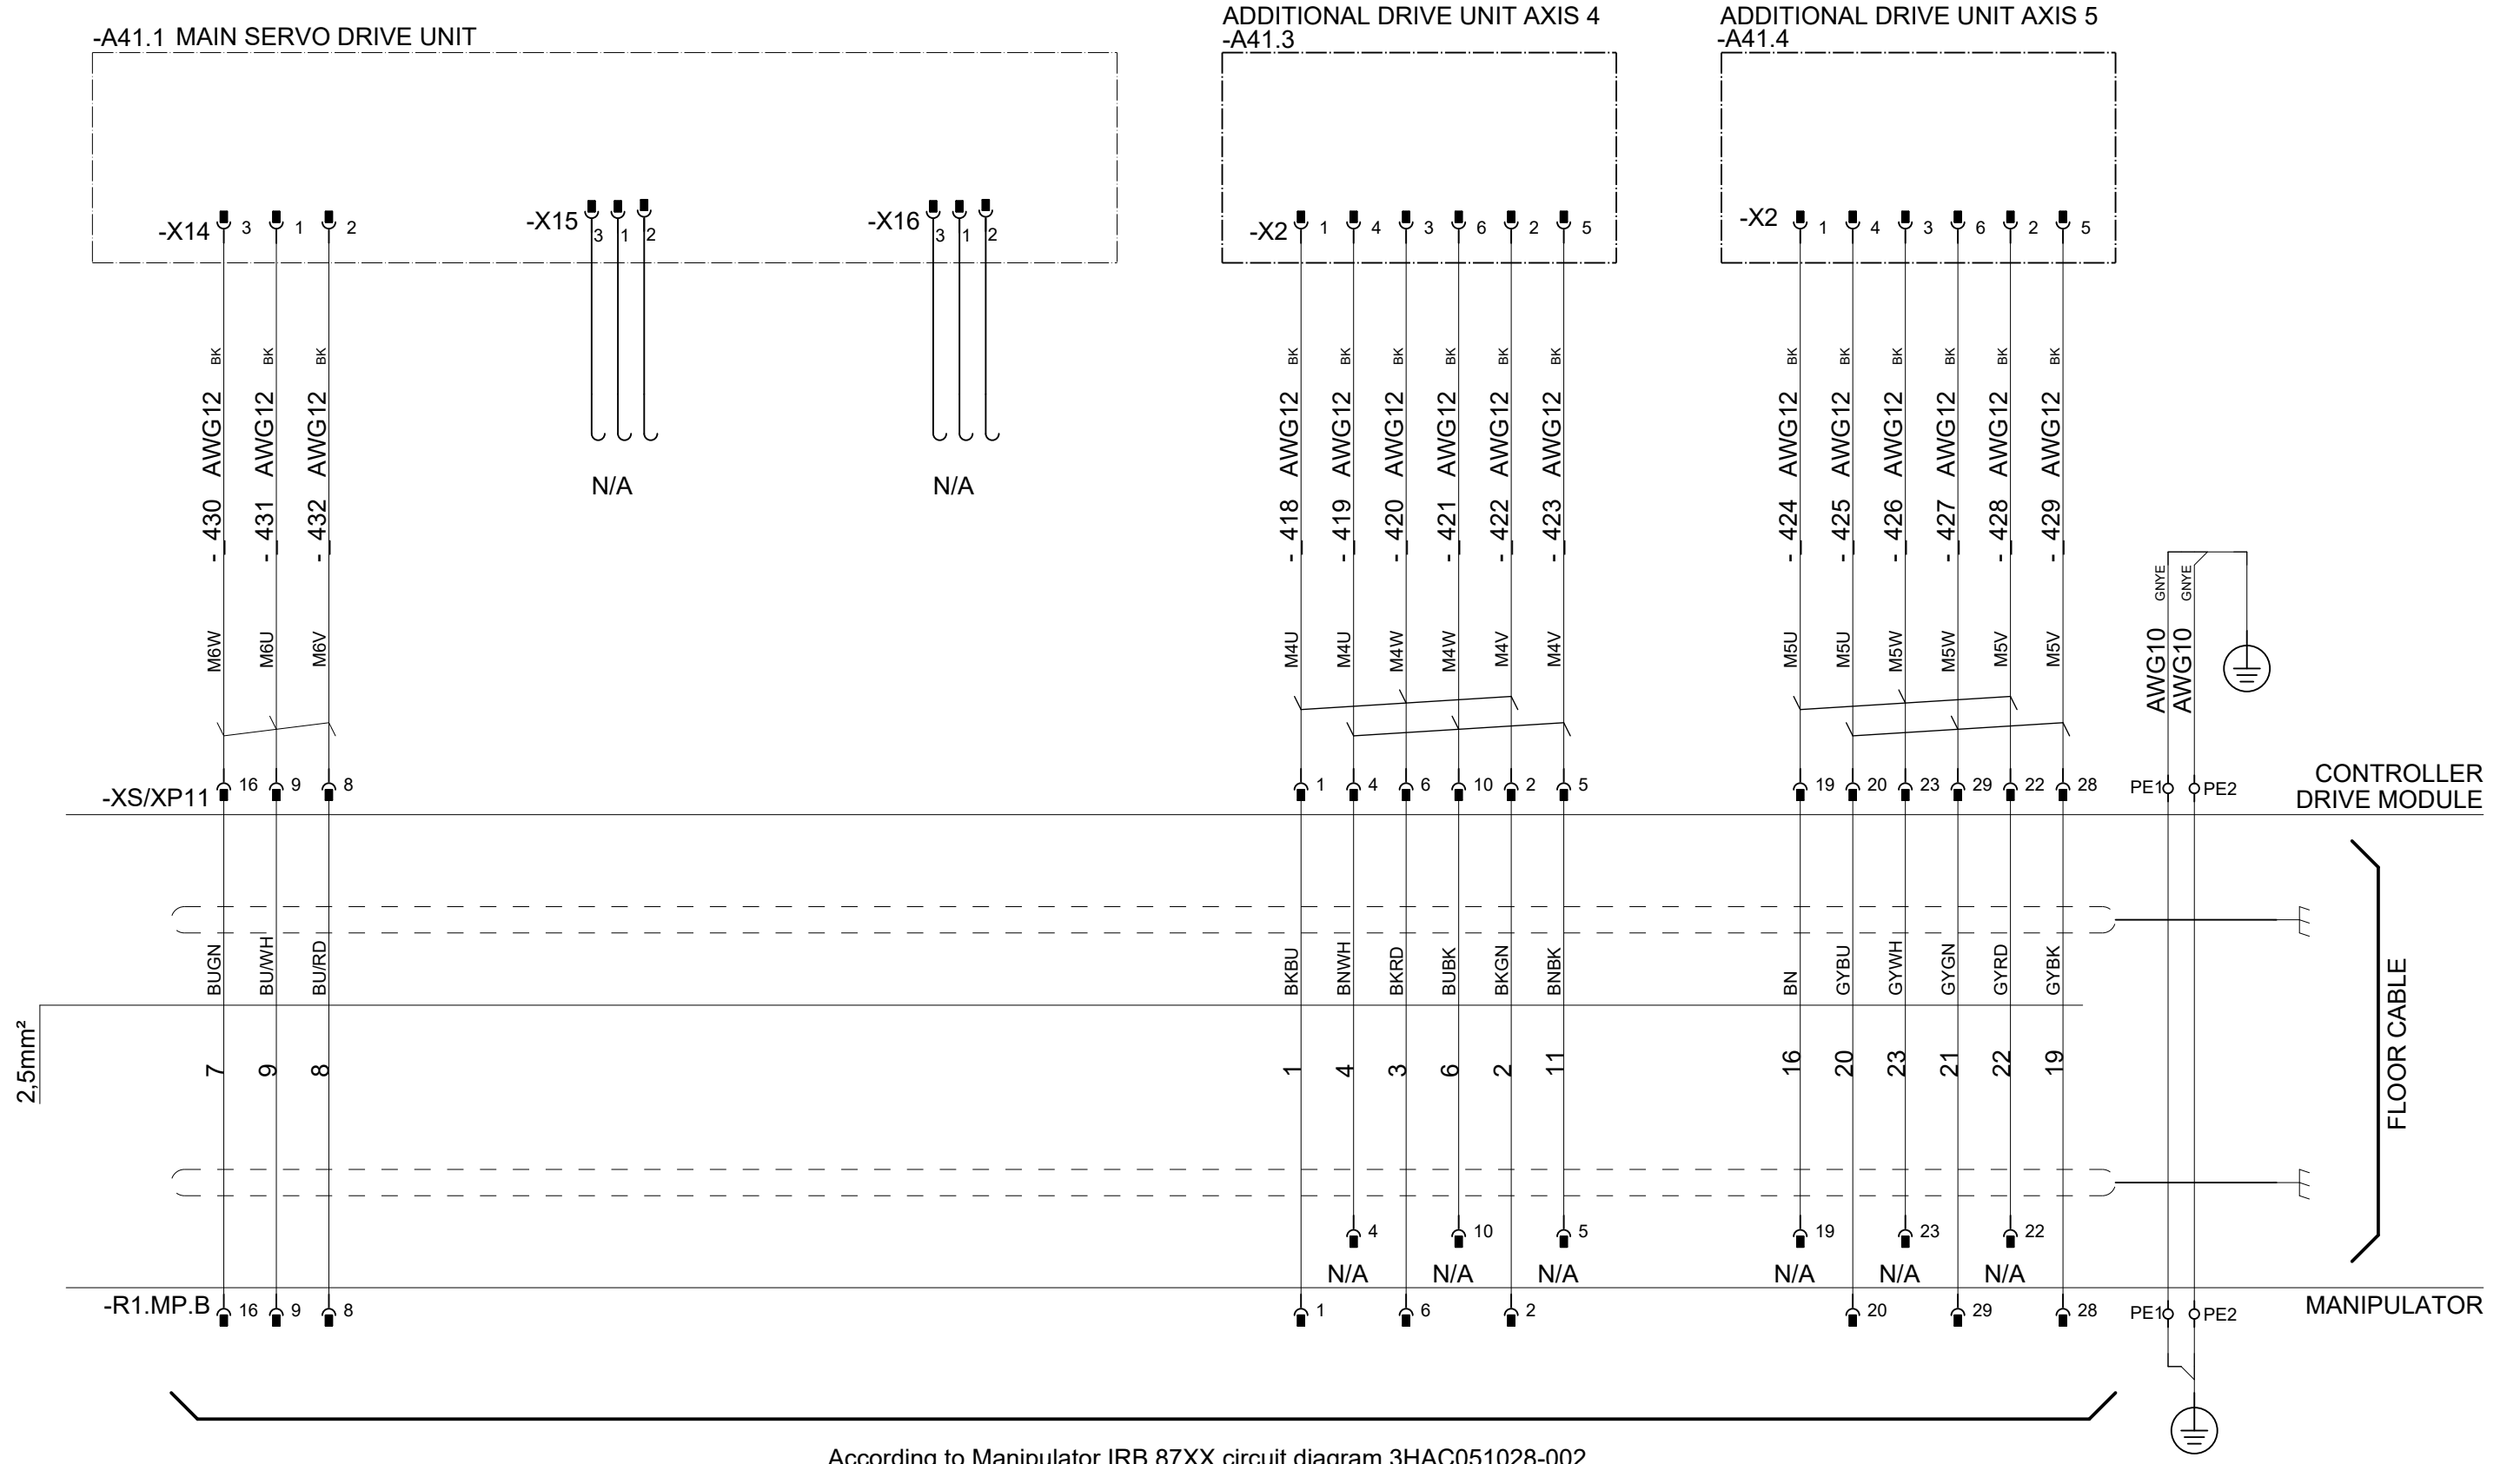 ADDITIONAL DRIVE UNIT AXIS 4
ADDITIONAL DRIVE UNIT AXIS 5
-A41.1 MAIN SERVO DRIVE UNIT
-A41.3
-A41.4
-X14 3 1 2
-X15 3 1 2
-X16 3 1 2
-X2 1 4 3 6 2 5
-X2 1 4 3 6 2 5
BK BK BK BK BK BK BK BK BK BK BK BK BK BK BK
AWG12 AWG12 AWG12 AWG12 AWG12 AWG12 AWG12 AWG12 AWG12 AWG12 AWG12 AWG12 AWG12 AWG12 AWG12
N/A N/A
- 430 - 431 - 432 - 418 - 419 - 420 - 421 - 422 - 423 - 424 - 425 - 426 - 427 - 428 - 429
GNYE GNYE
M6W M6U M6V M4U M4U M4W M4W M4V M4V M5U M5U M5W M5W M5V M5V
AWG10 AWG10
-XS/XP11 16 9 8 1 4 6 10 2 5 19 20 23 29 22 28 PE1 PE2
CONTROLLER
DRIVE MODULE
BUGN BU/WH BU/RD BKBU BNWH BKRD BUBK BKGN BNBK BN GYBU GYWH GYGN GYRD GYBK
2,5mm²
7 9 8 1 4 3 6 2 11 16 20 23 21 22 19
FLOOR CABLE
4 10 5 19 23 22
N/A N/A N/A N/A N/A N/A
-R1.MP.B 16 9 8 1 6 2 20 29 28 PE1 PE2
MANIPULATOR
According to Manipulator IRB 87XX circuit diagram 3HAC051028-002